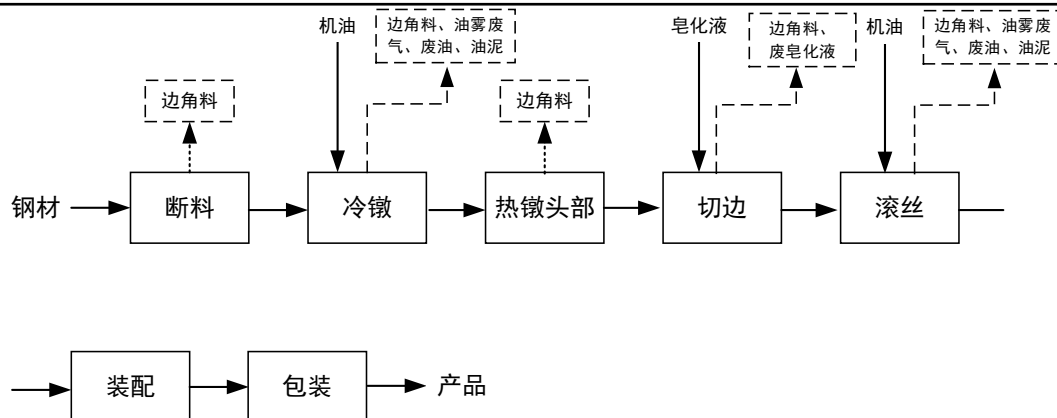 机油
边角料、油雾废
气、废油、油泥
皂化液
边角料、
废皂化液
机油
边角料、油雾废
气、废油、油泥
边角料
边角料
钢材
断料
冷镦
热镦头部
切边
滚丝
装配
包装
产品